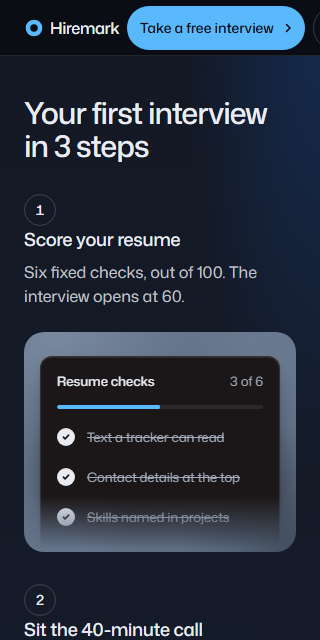 Hiremark
Take a free interview
Your first interview
in 3 steps
1
Score your resume
Six fixed checks, out of 100. The
interview opens at 60.
Resume checks
3 of 6
Text a tracker can read
Contact details at the top
Skills named in projects
2
Sit the 40-minute call